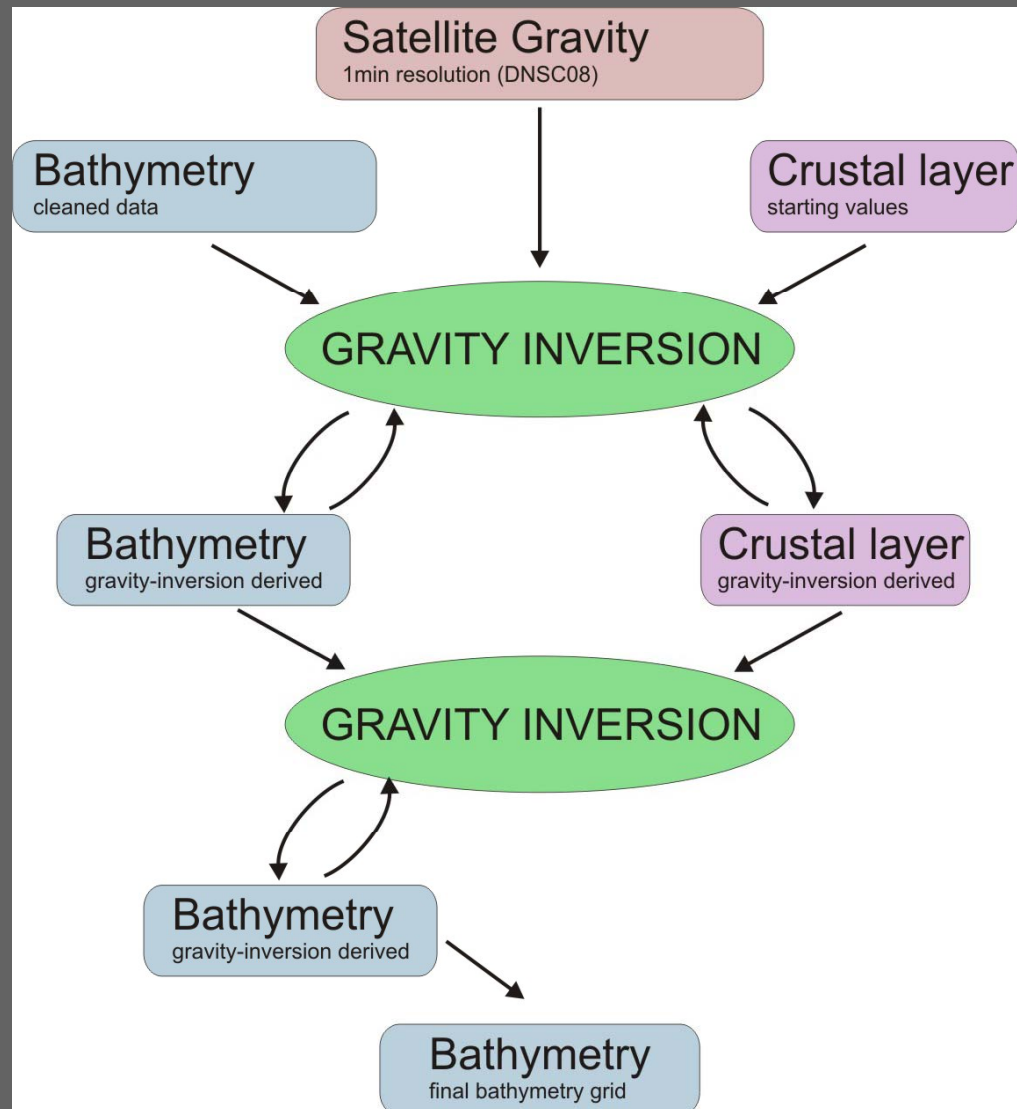 Satellite Gravity
1min resolution (DNSC08)
Bathymetry
cleaned data
Crustal layer
starting values
GRAVITY INVERSION
Bathymetry
gravity-inversion derived
Crustal layer
gravity-inversion derived
GRAVITY INVERSION
Bathymetry
gravity-inversion derived
Bathymetry
final bathymetry grid